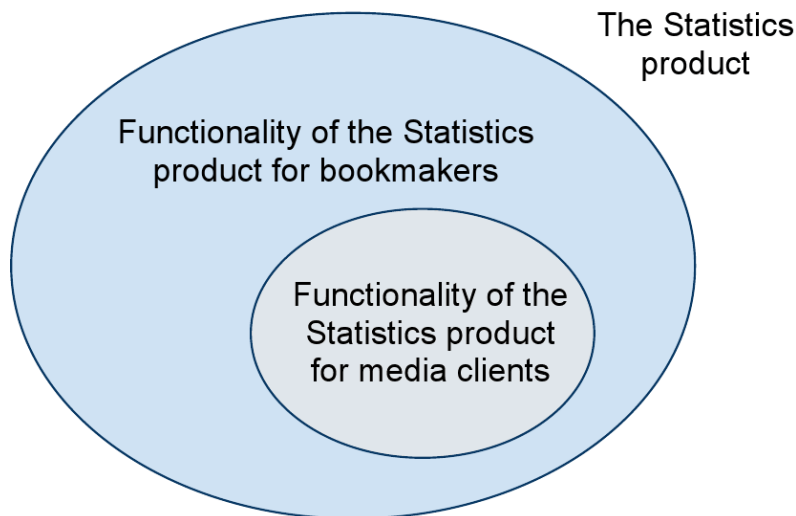 The Statistics
product
Functionality of the Statistics
product for bookmakers
Functionality of the
Statistics product
for media clients